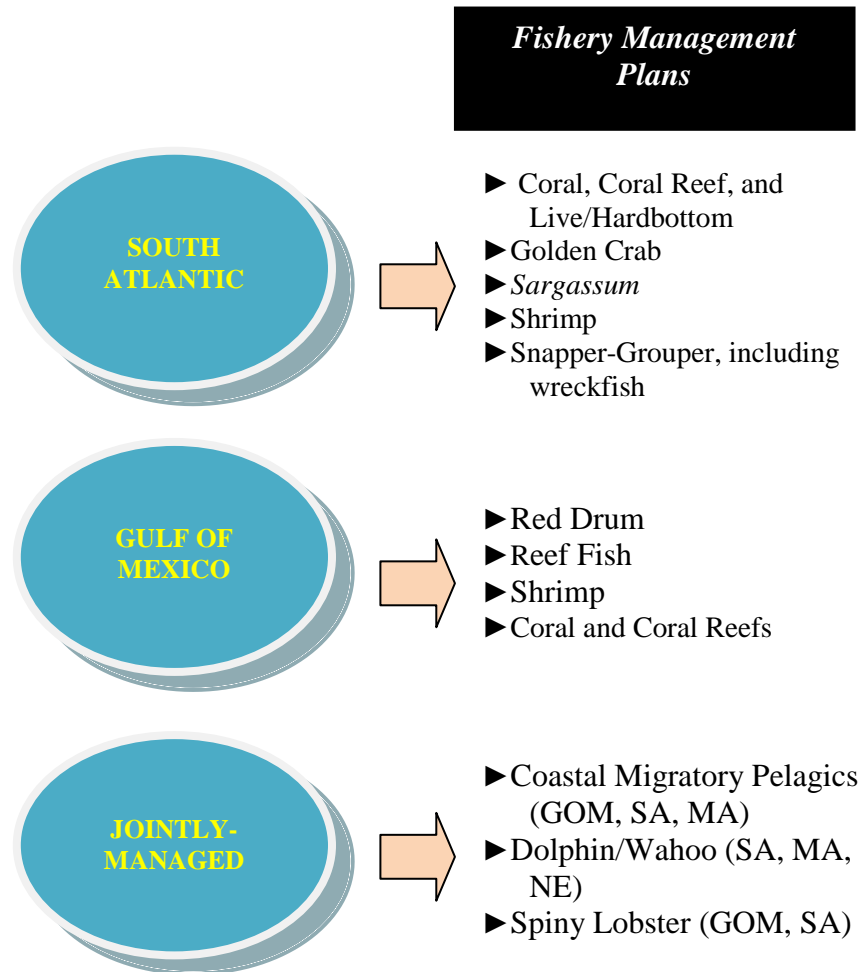 Fishery Management
Plans
SOUTH
ATLANTIC
► Coral, Coral Reef, and
Live/Hardbottom
►Golden Crab
►Sargassum
►Shrimp
►Snapper-Grouper, including
wreckfish
GULF OF
MEXICO
►Red Drum
►Reef Fish
►Shrimp
►Coral and Coral Reefs
JOINTLY-
MANAGED
►Coastal Migratory Pelagics
(GOM, SA, MA)
►Dolphin/Wahoo (SA, MA,
NE)
►Spiny Lobster (GOM, SA)